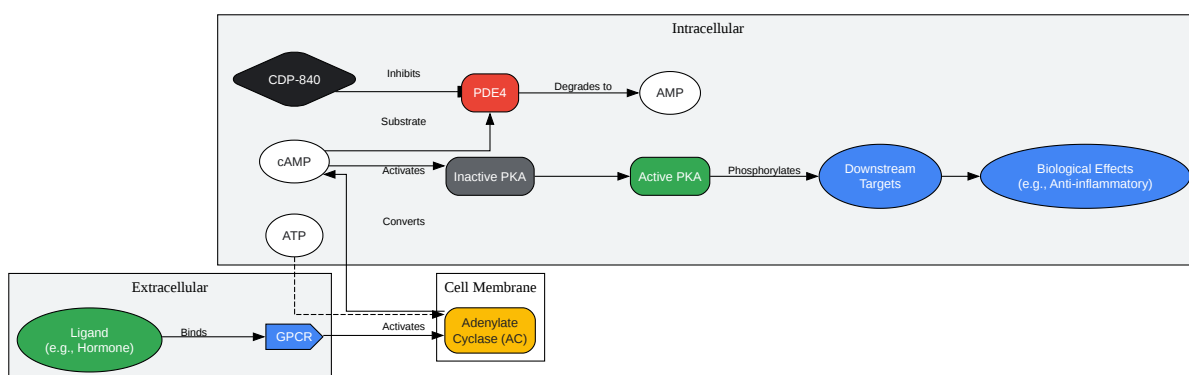 Intracellular
CDP-840
Inhibits
PDE4
Degrades to
AMP
Substrate
cAMP
Activates
Inactive PKA
Active PKA
Phosphorylates
Downstream
Targets
Biological Effects
(e.g., Anti-inflammatory)
Converts
ATP
Extracellular
Cell Membrane
Ligand
(e.g., Hormone)
Binds
GPCR
Activates
Adenylate
Cyclase (AC)